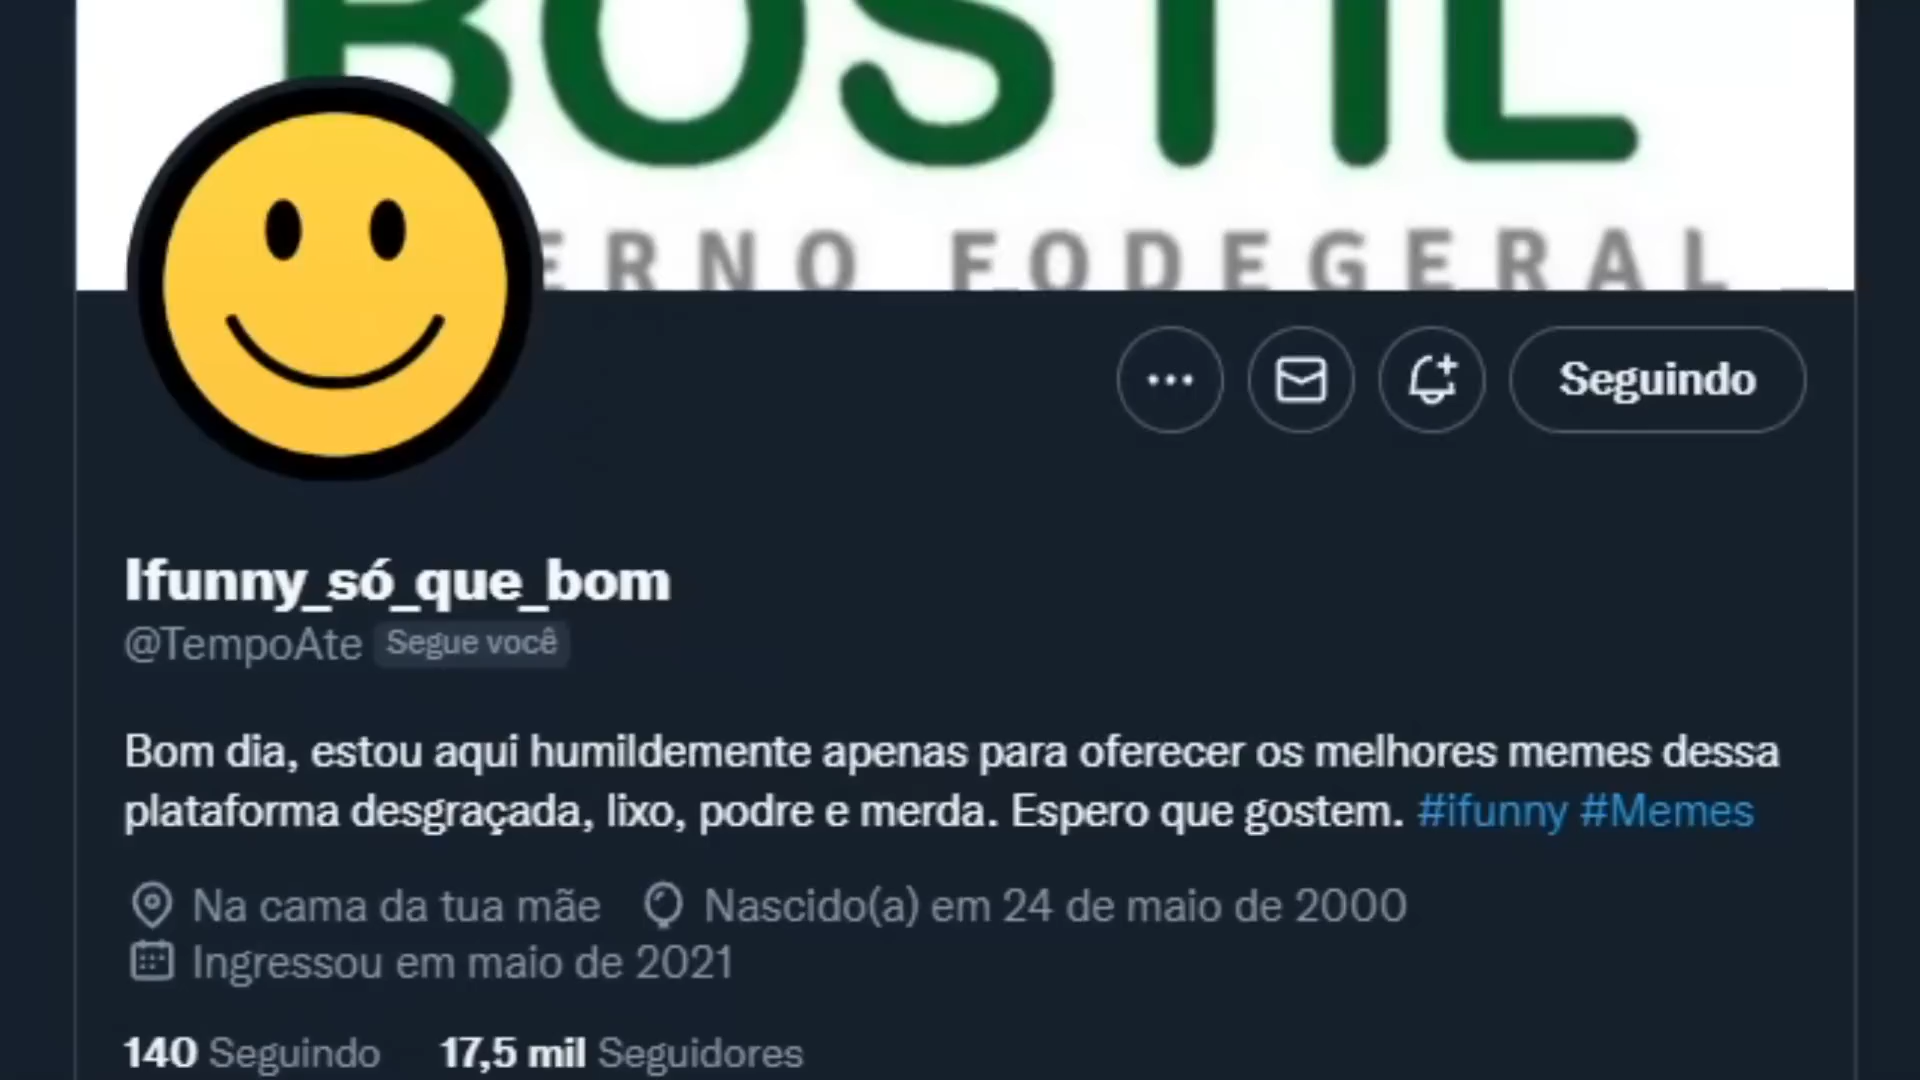 BOSTIL
ERNO FODEGERAL
Seguindo
Ifunny_só_que_bom
@TempoAte Segue você
Bom dia, estou aqui humildemente apenas para oferecer os melhores memes dessa
plataforma desgraçada, lixo, podre e merda. Espero que gostem. #ifunny #Memes
Na cama da tua mãe Nascido(a) em 24 de maio de 2000
Ingressou em maio de 2021
140 Seguindo 17,5 mil Seguidores